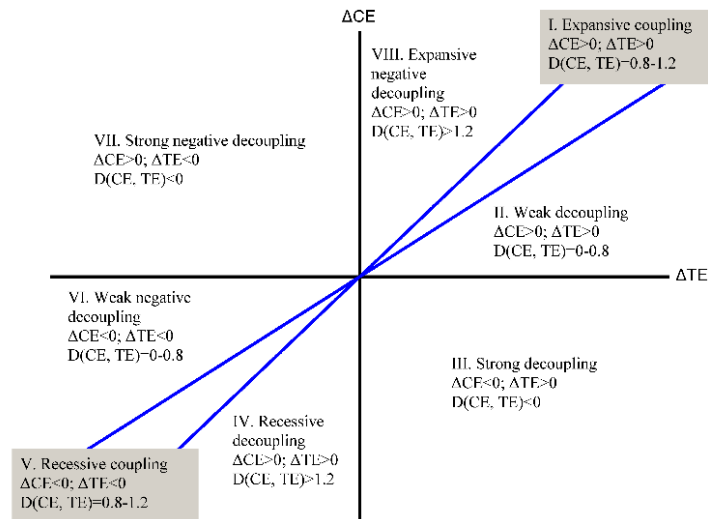 ΔCE
I. Expansive coupling
ΔCE>0; ΔTE>0
D(CE, TE)=0.8-1.2
VIII. Expansive
negative
decoupling
ΔCE>0; ΔTE>0
D(CE, TE)>1.2
VII. Strong negative decoupling
ΔCE>0; ΔTE<0
D(CE, TE)<0
II. Weak decoupling
ΔCE>0; ΔTE>0
D(CE, TE)=0-0.8
ΔTE
VI. Weak negative
decoupling
ΔCE<0; ΔTE<0
D(CE, TE)=0-0.8
III. Strong decoupling
ΔCE<0; ΔTE>0
D(CE, TE)<0
IV. Recessive
decoupling
ΔCE>0; ΔTE>0
D(CE, TE)>1.2
V. Recessive coupling
ΔCE<0; ΔTE<0
D(CE, TE)=0.8-1.2